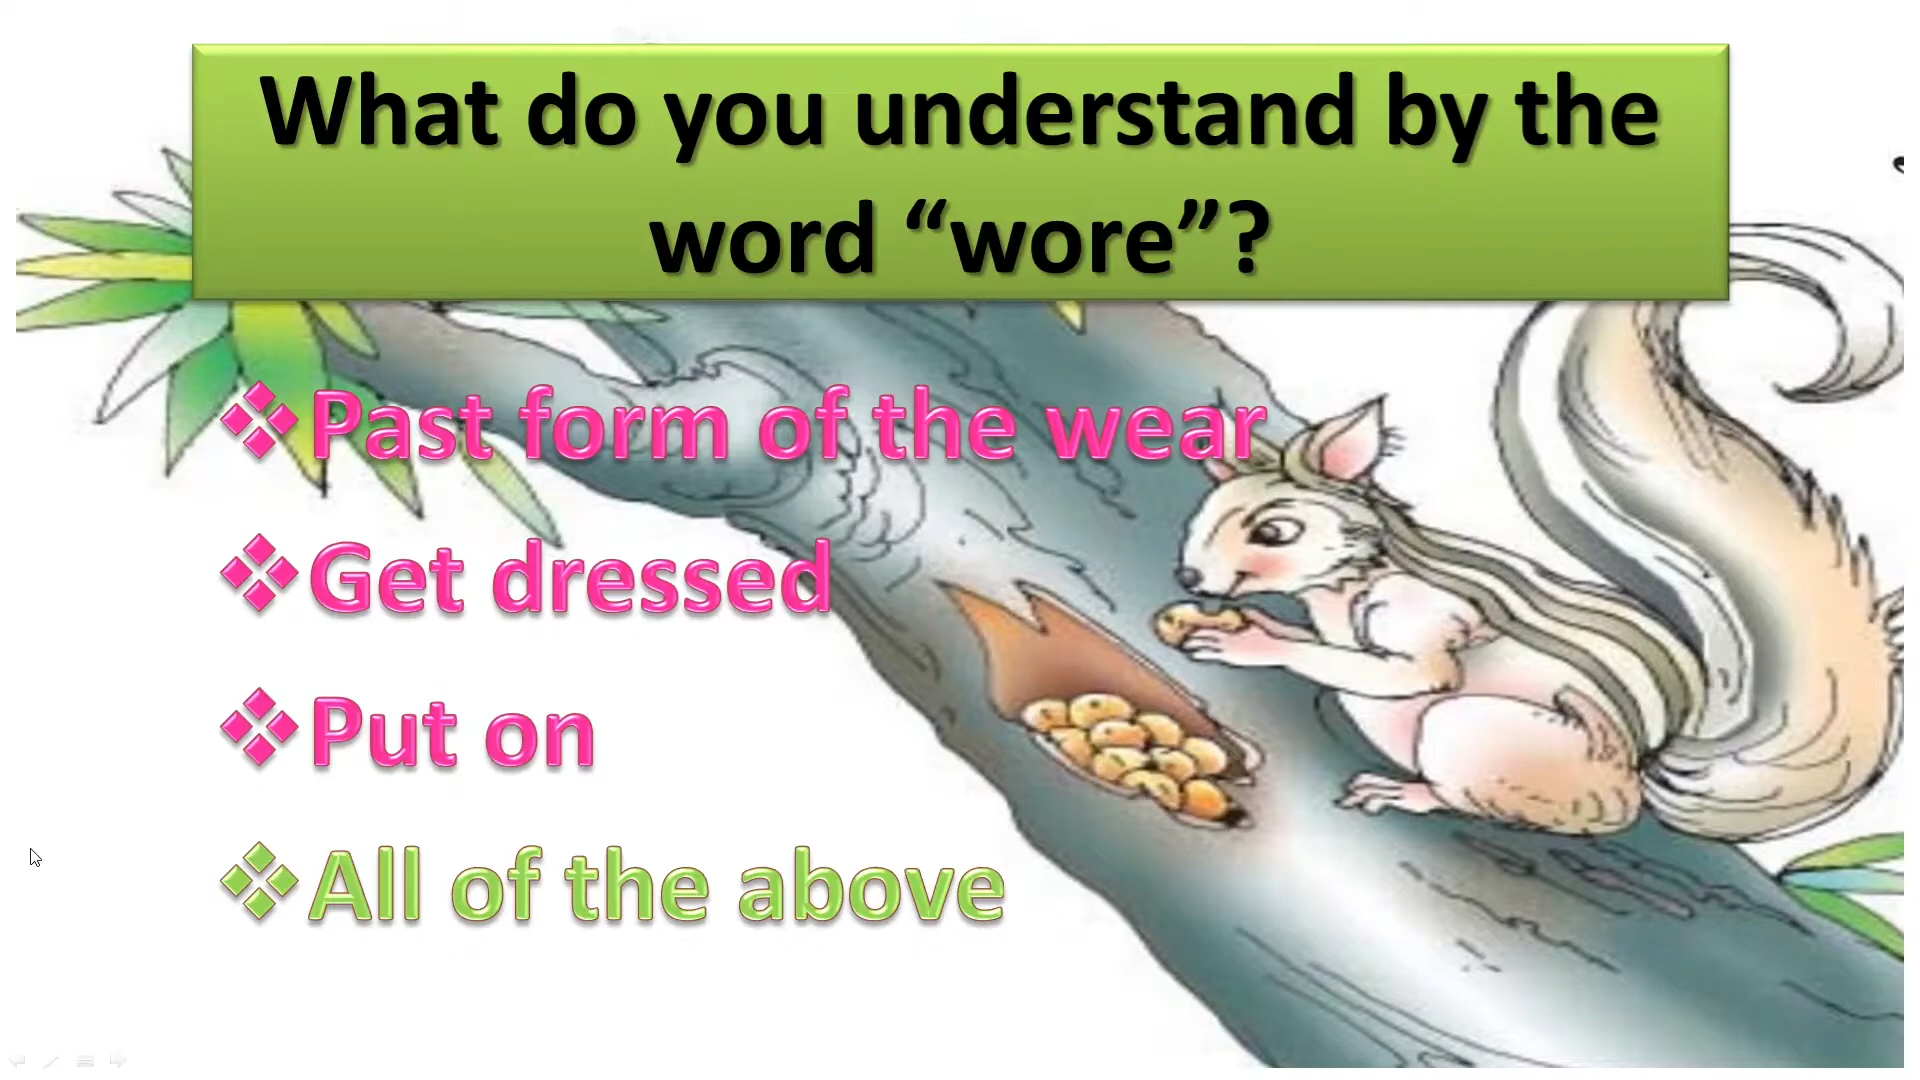 What do you understand by the
word “wore”?
Past form of the wear
Get dressed
Put on
All of the above